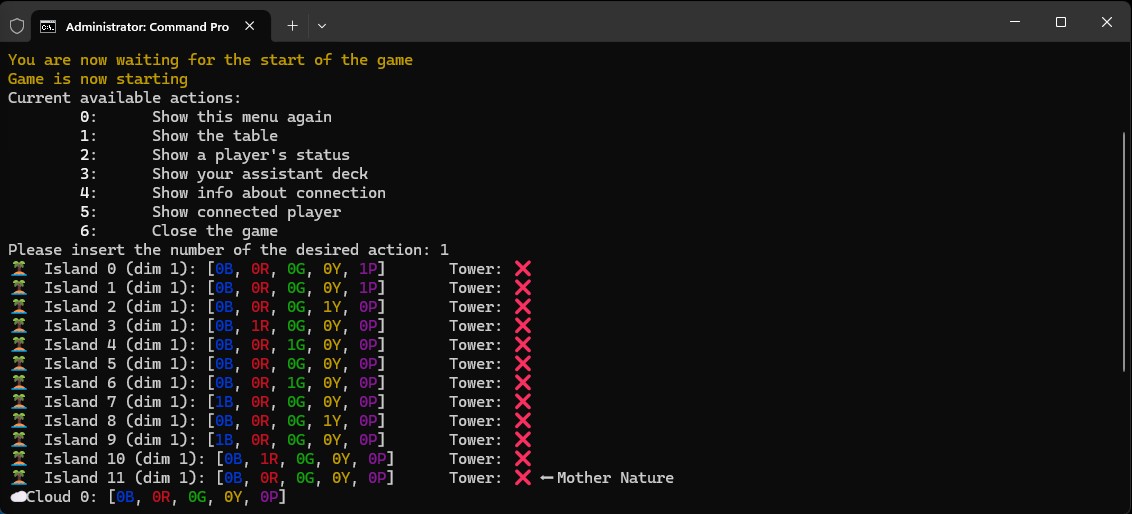 Administrator: Command Pro
You are now waiting for the start of the game
Game is now starting
Current available actions:
0: Show this menu again
1: Show the table
2: Show a player's status
3: Show your assistant deck
4: Show info about connection
5: Show connected player
6: Close the game
Please insert the number of the desired action: 1
🏝️ Island 0 (dim 1): [0B, 0R, 0G, 0Y, 1P] Tower: ❌
🏝️ Island 1 (dim 1): [0B, 0R, 0G, 0Y, 1P] Tower: ❌
🏝️ Island 2 (dim 1): [0B, 0R, 0G, 1Y, 0P] Tower: ❌
🏝️ Island 3 (dim 1): [0B, 1R, 0G, 0Y, 0P] Tower: ❌
🏝️ Island 4 (dim 1): [0B, 0R, 1G, 0Y, 0P] Tower: ❌
🏝️ Island 5 (dim 1): [0B, 0R, 0G, 0Y, 0P] Tower: ❌
🏝️ Island 6 (dim 1): [0B, 0R, 1G, 0Y, 0P] Tower: ❌
🏝️ Island 7 (dim 1): [1B, 0R, 0G, 0Y, 0P] Tower: ❌
🏝️ Island 8 (dim 1): [0B, 0R, 0G, 1Y, 0P] Tower: ❌
🏝️ Island 9 (dim 1): [1B, 0R, 0G, 0Y, 0P] Tower: ❌
🏝️ Island 10 (dim 1): [0B, 1R, 0G, 0Y, 0P] Tower: ❌
🏝️ Island 11 (dim 1): [0B, 0R, 0G, 0Y, 0P] Tower: ❌ ← Mother Nature
☁️Cloud 0: [0B, 0R, 0G, 0Y, 0P]